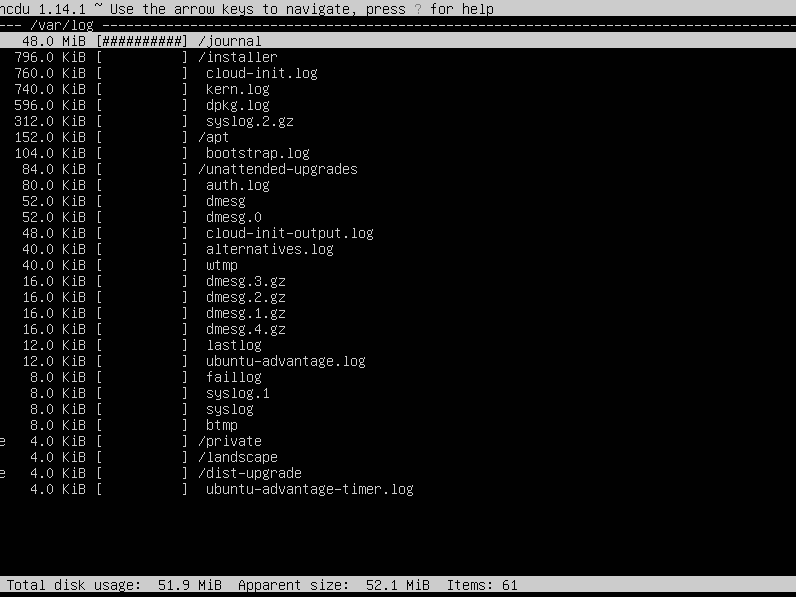 ncdu 1.14.1 ~ Use the arrow keys to navigate, press ? for help
--- /var/log ---------------------------------------------------------------------------------------
48.0 MiB [##########] /journal
796.0 KiB [          ] /installer
760.0 KiB [          ]  cloud-init.log
740.0 KiB [          ]  kern.log
596.0 KiB [          ]  dpkg.log
312.0 KiB [          ]  syslog.2.gz
152.0 KiB [          ] /apt
104.0 KiB [          ]  bootstrap.log
84.0 KiB [          ] /unattended-upgrades
80.0 KiB [          ]  auth.log
52.0 KiB [          ]  dmesg
52.0 KiB [          ]  dmesg.0
48.0 KiB [          ]  cloud-init-output.log
40.0 KiB [          ]  alternatives.log
40.0 KiB [          ]  wtmp
16.0 KiB [          ]  dmesg.3.gz
16.0 KiB [          ]  dmesg.2.gz
16.0 KiB [          ]  dmesg.1.gz
16.0 KiB [          ]  dmesg.4.gz
12.0 KiB [          ]  lastlog
12.0 KiB [          ]  ubuntu-advantage.log
8.0 KiB [          ]  faillog
8.0 KiB [          ]  syslog.1
8.0 KiB [          ]  syslog
8.0 KiB [          ]  btmp
e 4.0 KiB [          ] /private
4.0 KiB [          ] /landscape
e 4.0 KiB [          ] /dist-upgrade
4.0 KiB [          ]  ubuntu-advantage-timer.log
Total disk usage:  51.9 MiB  Apparent size:  52.1 MiB  Items: 61